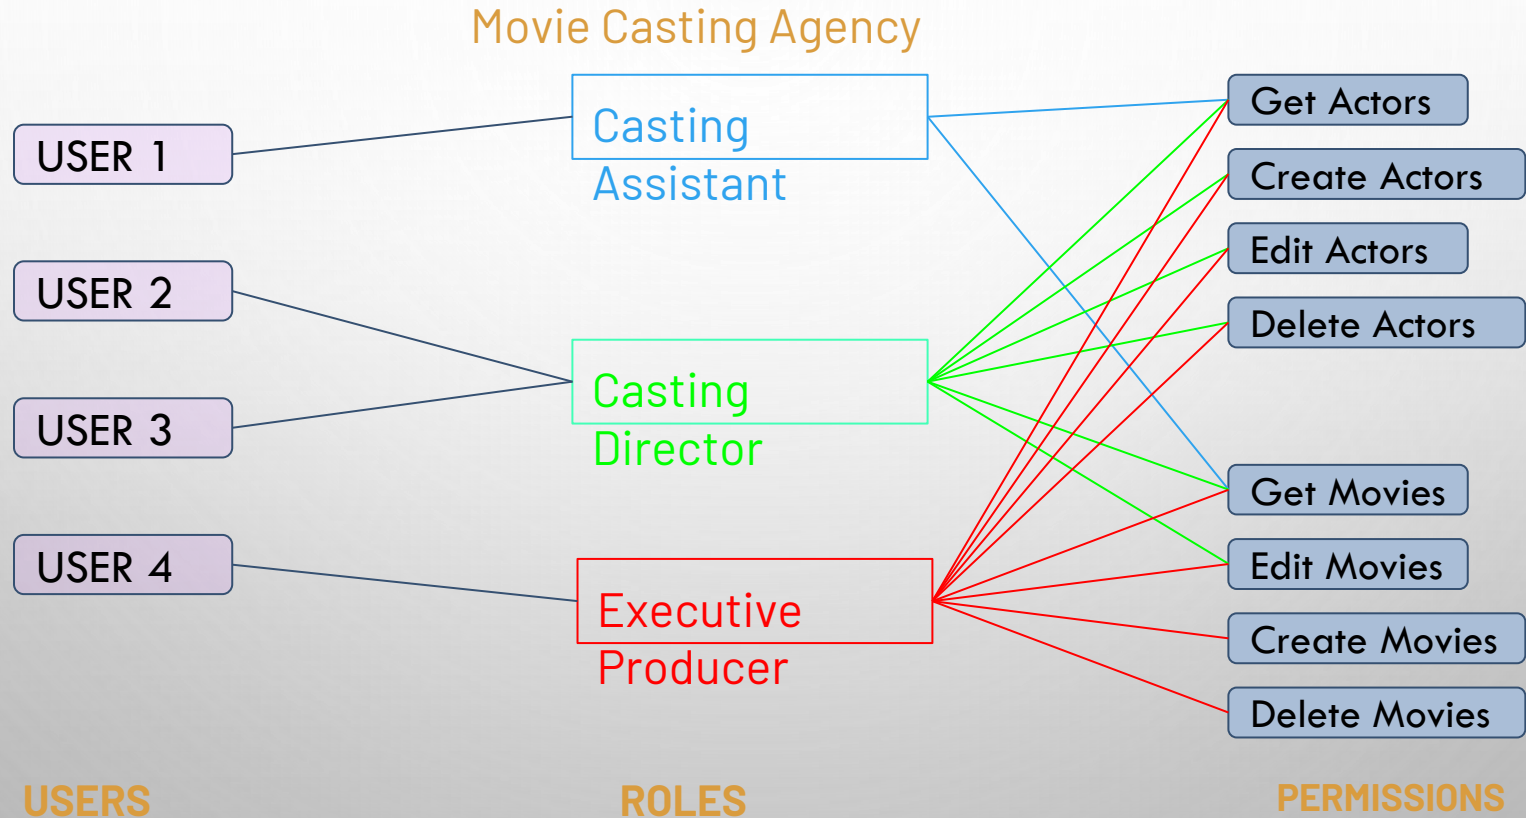 Movie Casting Agency
USER 1
USER 2
USER 3
USER 4
Casting
Assistant
Casting
Director
Executive
Producer
Get Actors
Create Actors
Edit Actors
Delete Actors
Get Movies
Edit Movies
Create Movies
Delete Movies
USERS
ROLES
PERMISSIONS